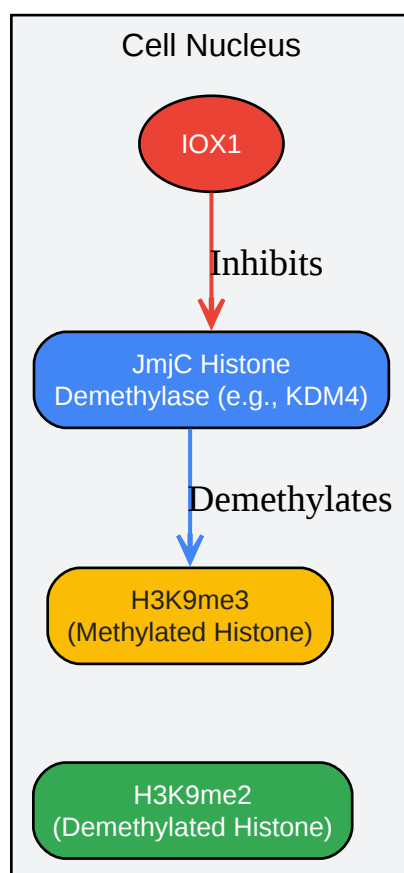 Cell Nucleus
IOX1
Inhibits
JmjC Histone
Demethylase (e.g., KDM4)
Demethylates
H3K9me3
(Methylated Histone)
H3K9me2
(Demethylated Histone)